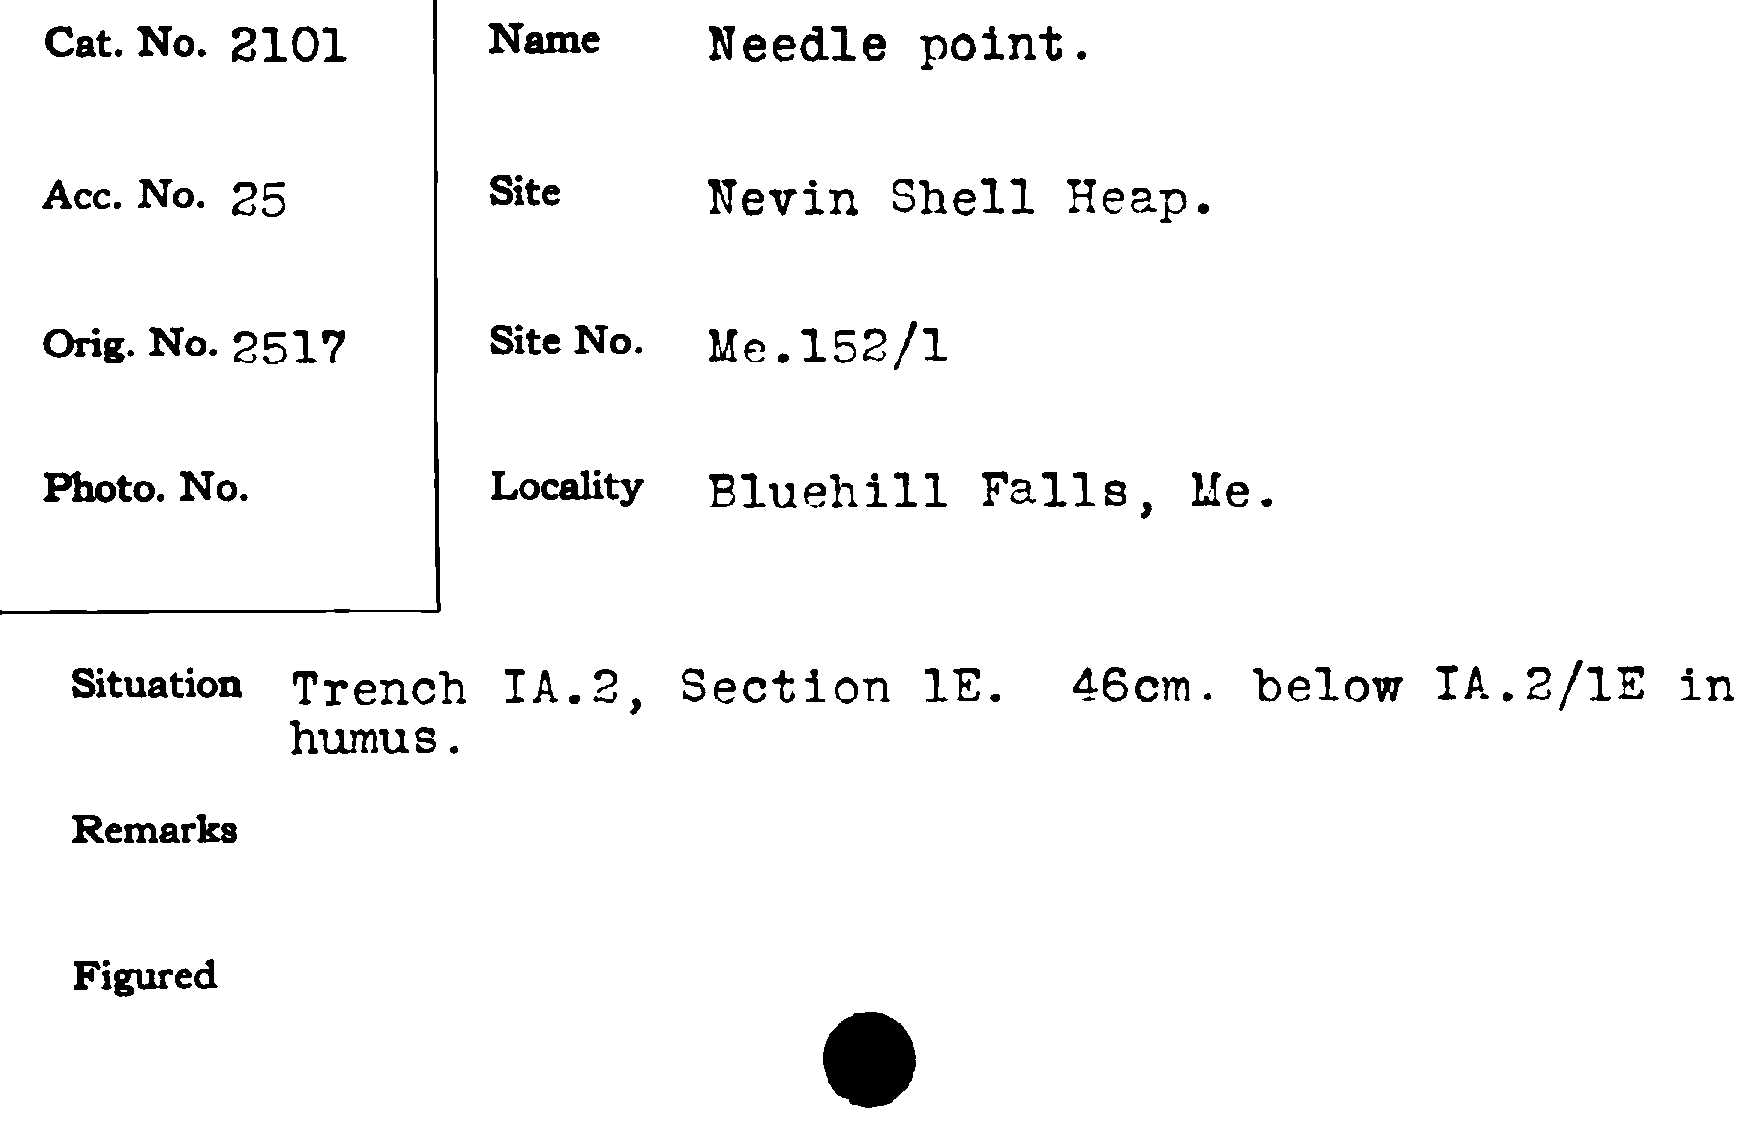 Cat. No. 2101
Name Needle point.
Acc. No. 25
Site Nevin Shell Heap.
Orig. No. 2517
Site No. Me.152/1
Photo. No.
Locality Bluehill Falls, Me.
Situation Trench IA.2, Section 1E. 46cm. below IA.2/1E in
humus.
Remarks
Figured